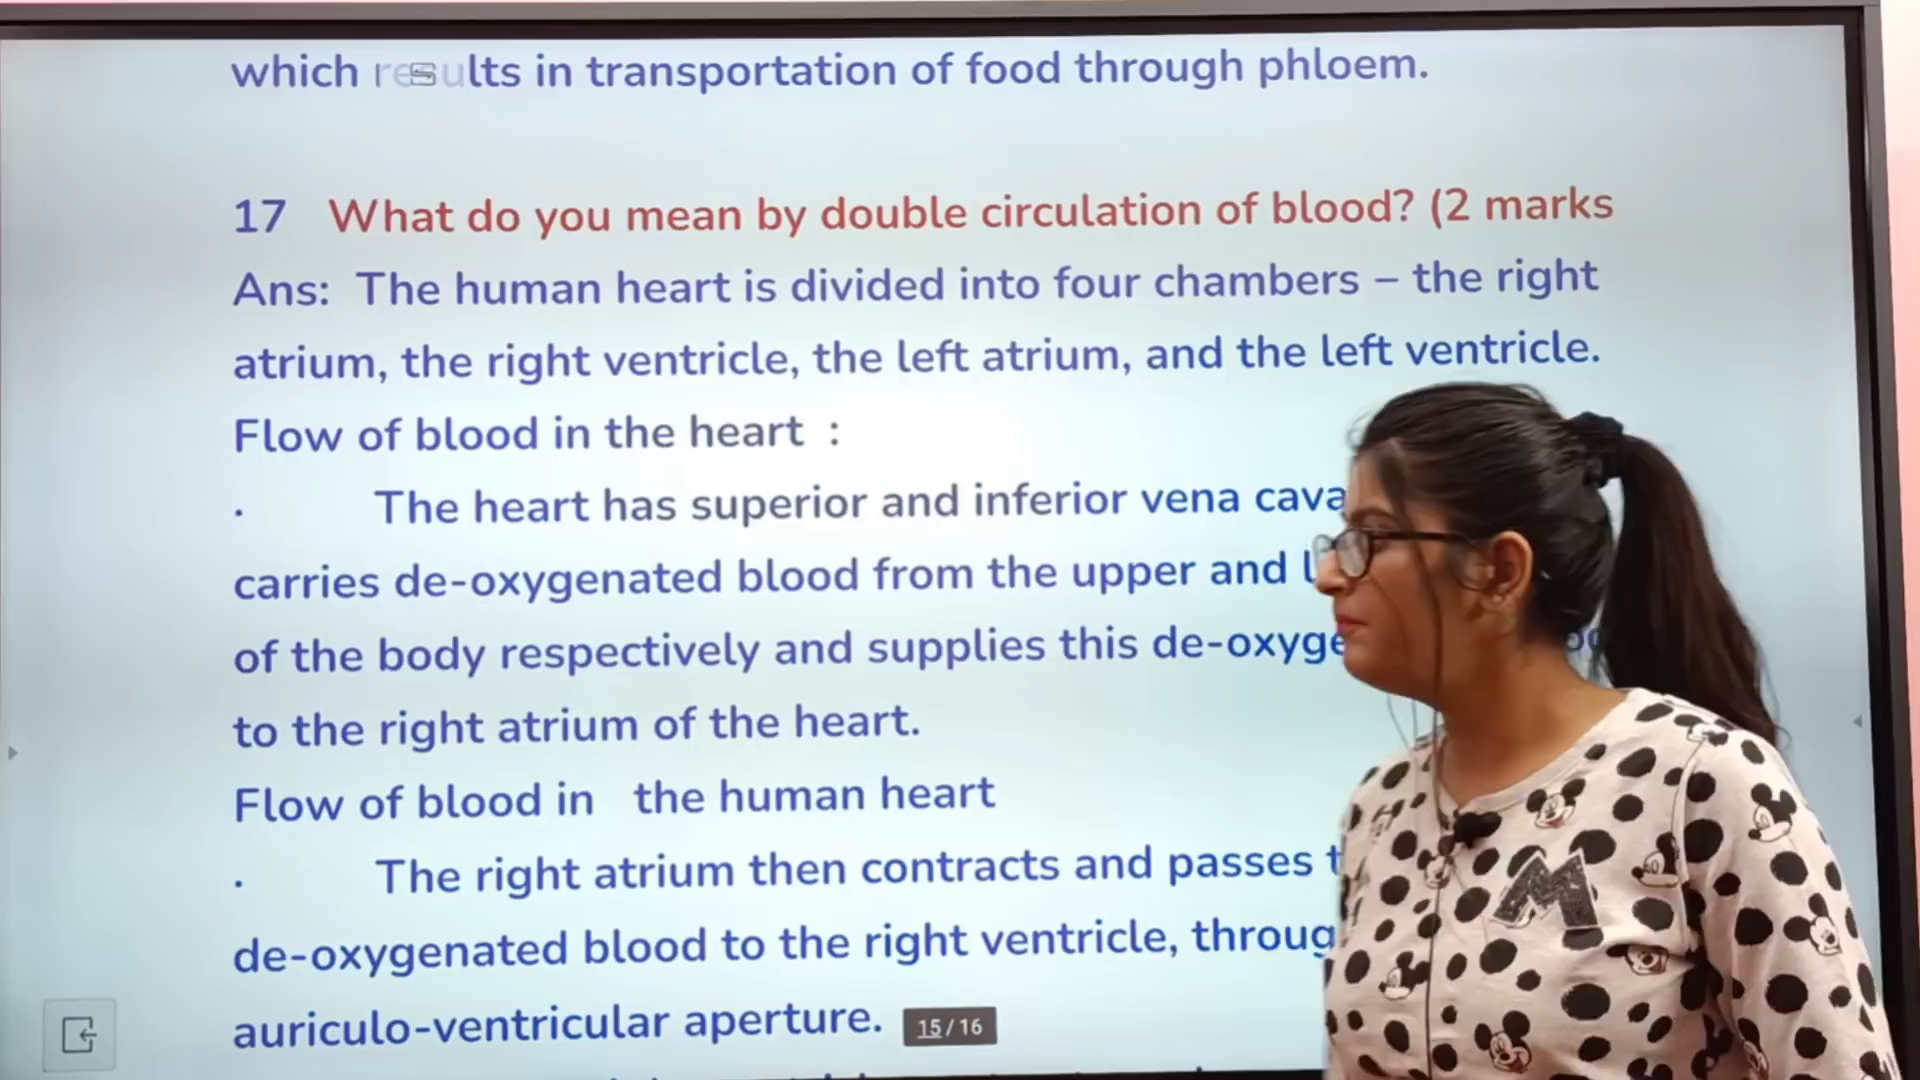 which results in transportation of food through phloem.
17 What do you mean by double circulation of blood? (2 marks
Ans: The human heart is divided into four chambers – the right
atrium, the right ventricle, the left atrium, and the left ventricle.
Flow of blood in the heart :
. The heart has superior and inferior vena cava
carries de-oxygenated blood from the upper and
of the body respectively and supplies this de-oxyge
to the right atrium of the heart.
Flow of blood in the human heart
. The right atrium then contracts and passes
de-oxygenated blood to the right ventricle, throug
auriculo-ventricular aperture.
15/16
M